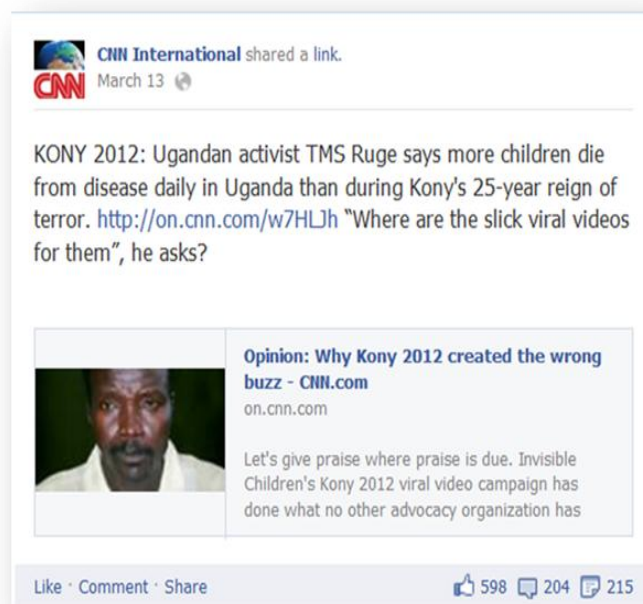 CNN International shared a link.
CNN
March 13
KONY 2012: Ugandan activist TMS Ruge says more children die
from disease daily in Uganda than during Kony's 25-year reign of
terror. http://on.cnn.com/w7HLJh “Where are the slick viral videos
for them”, he asks?
Opinion: Why Kony 2012 created the wrong
buzz - CNN.com
on.cnn.com
Let's give praise where praise is due. Invisible
Children's Kony 2012 viral video campaign has
done what no other advocacy organization has
Like · Comment · Share 598 204 215